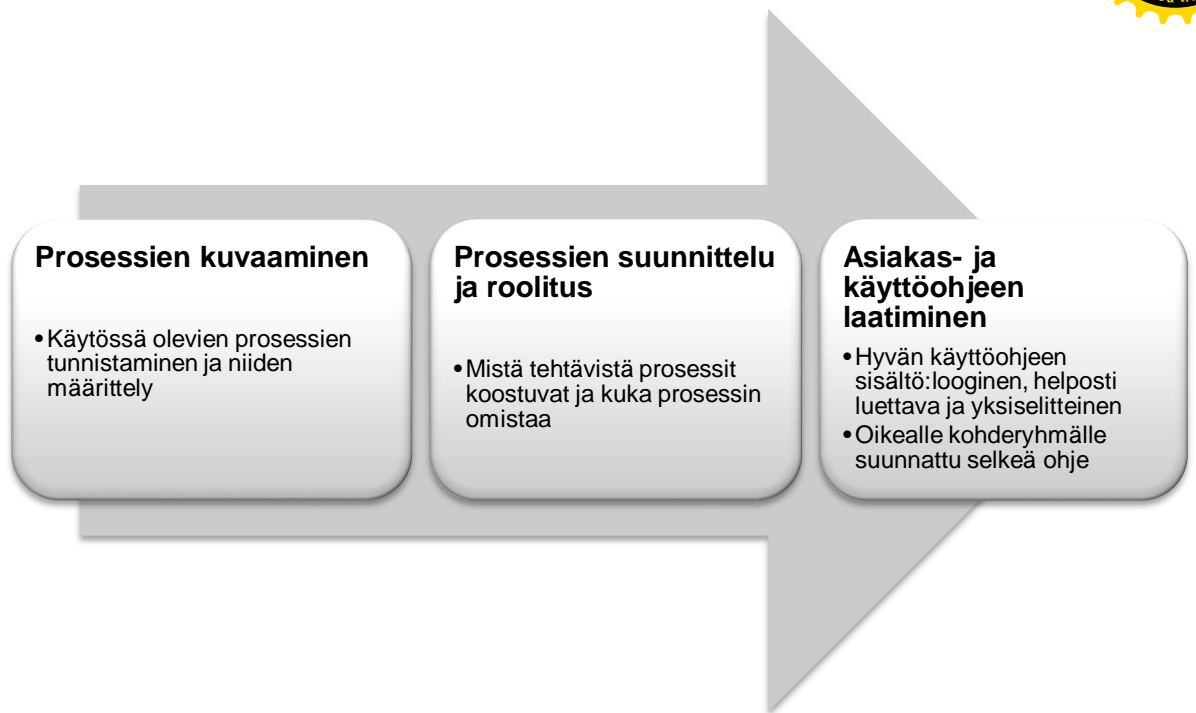 Prosessien kuvaaminen
•Käytössä olevien prosessien
tunnistaminen ja niiden
määrittely
Prosessien suunnittelu
ja roolitus
•Mistä tehtävistä prosessit
koostuvat ja kuka prosessin
omistaa
Asiakas- ja
käyttöohjeen
laatiminen
•Hyvän käyttöohjeen
sisältö:looginen, helposti
luettava ja yksiselitteinen
•Oikealle kohderyhmälle
suunnattu selkeä ohje